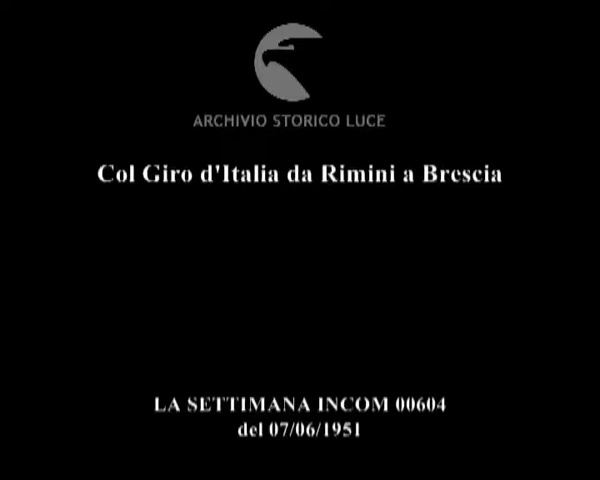 ARCHIVIO STORICO LUCE
Col Giro d'Italia da Rimini a Brescia
LA SETTIMANA INCOM 00604
del 07/06/1951